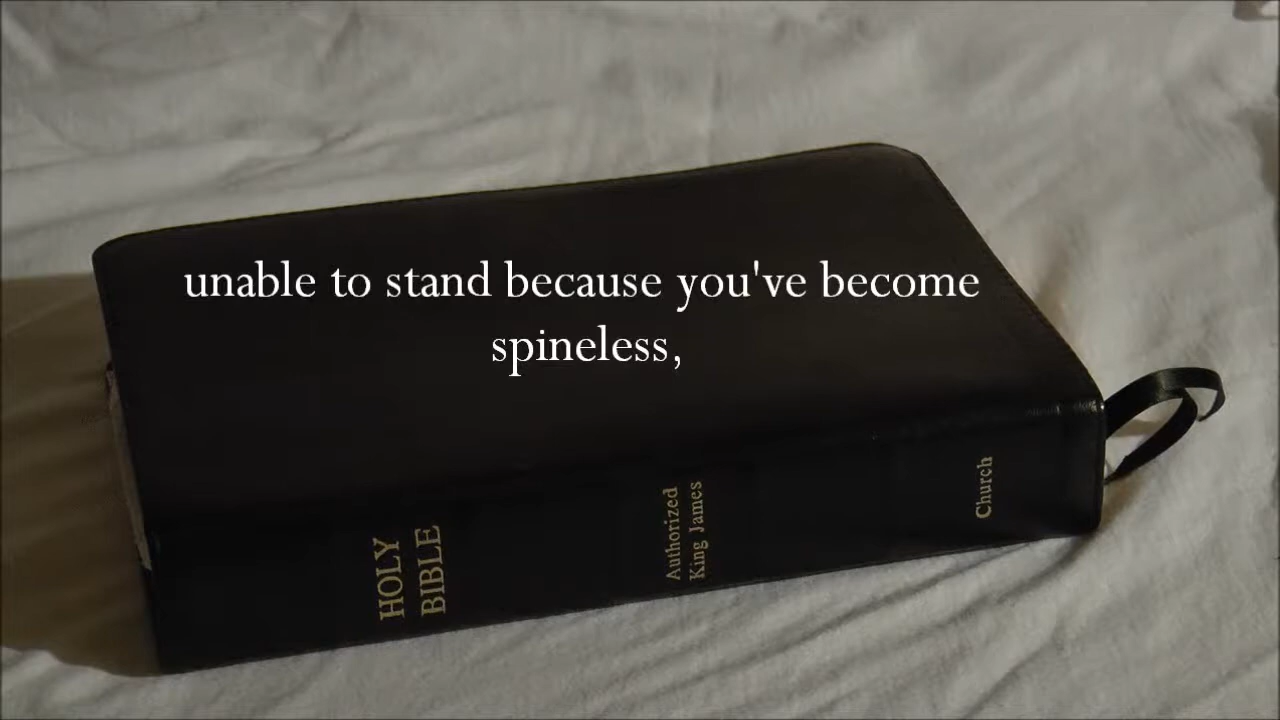 unable to stand because you've become
spineless,
HOLY
BIBLE
Authorized
King James
Church